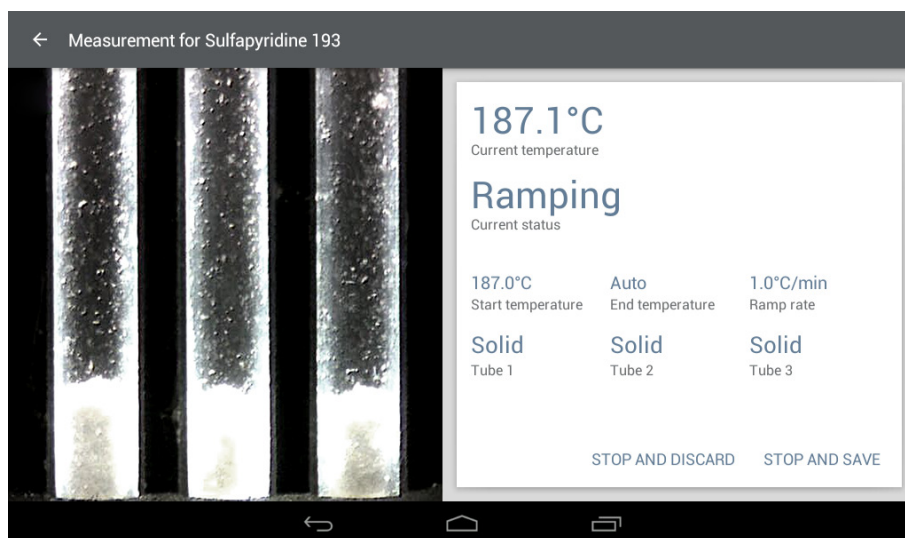 Measurement for Sulfapyridine 193
187.1°C
Current temperature
Ramping
Current status
187.0°C Auto 1.0°C/min
Start temperature End temperature Ramp rate
Solid Solid Solid
Tube 1 Tube 2 Tube 3
STOP AND DISCARD STOP AND SAVE